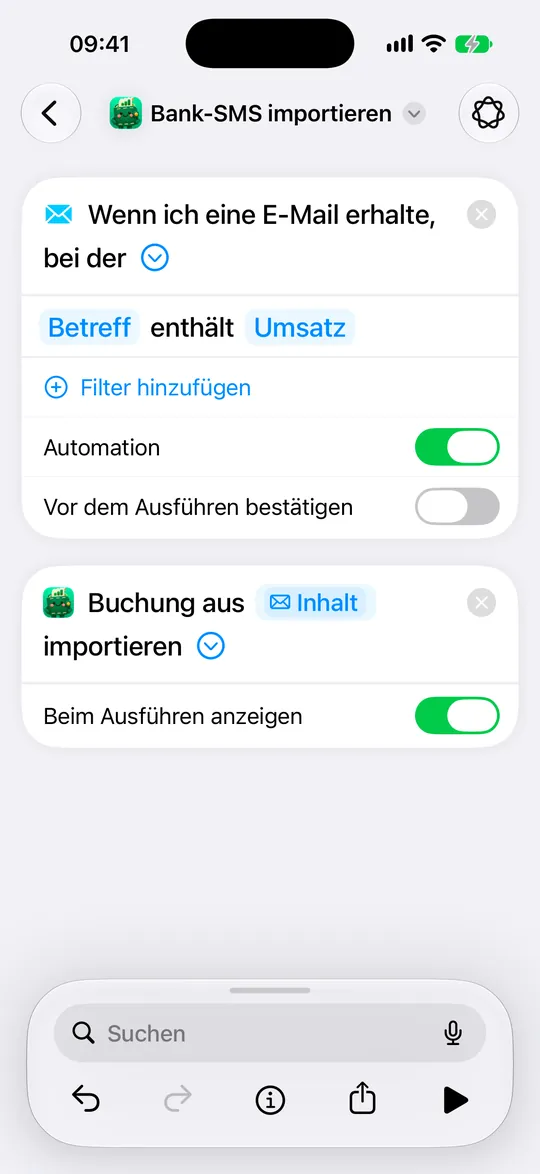 09:41
Bank-SMS importieren
Wenn ich eine E-Mail erhalte,
bei der
Betreff enthält Umsatz
Filter hinzufügen
Automation
Vor dem Ausführen bestätigen
Buchung aus Inhalt
importieren
Beim Ausführen anzeigen
Suchen